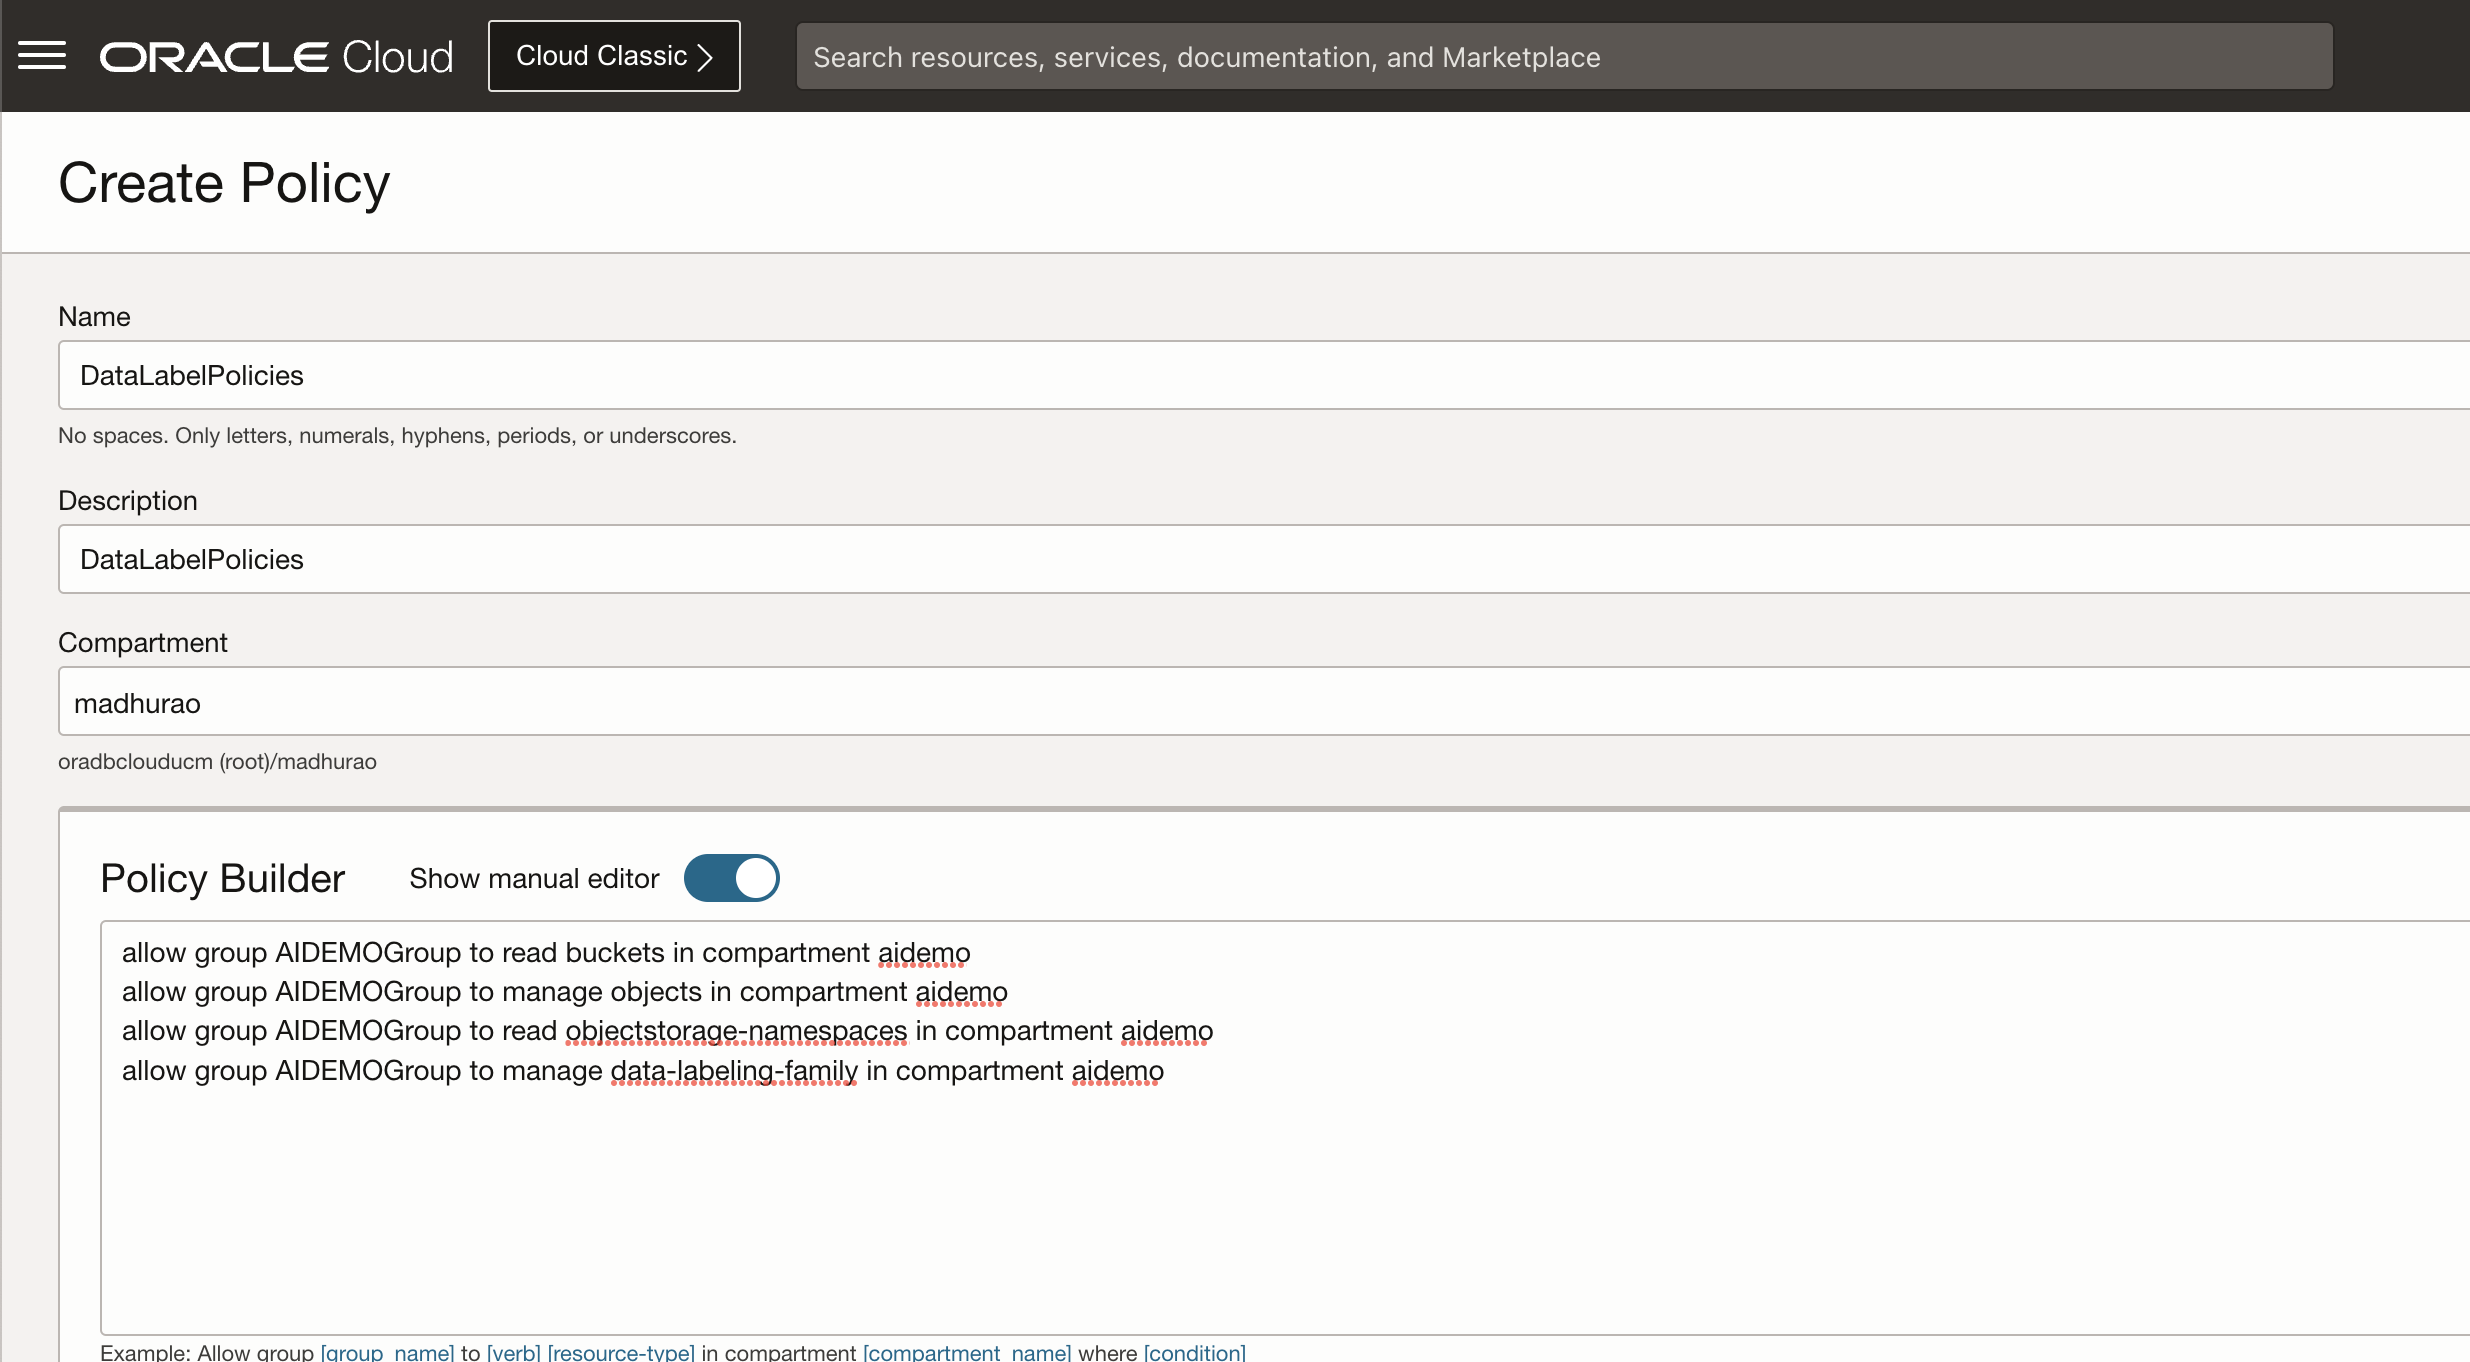 ORACLE Cloud
Cloud Classic
Search resources, services, documentation, and Marketplace
Create Policy
Name
DataLabelPolicies
No spaces. Only letters, numerals, hyphens, periods, or underscores.
Description
DataLabelPolicies
Compartment
madhurao
oradbclouducm (root)/madhurao
Policy Builder
Show manual editor
allow group AIDEMOGroup to read buckets in compartment aidemo
allow group AIDEMOGroup to manage objects in compartment aidemo
allow group AIDEMOGroup to read objectstorage-namespaces in compartment aidemo
allow group AIDEMOGroup to manage data-labeling-family in compartment aidemo
Example: Allow group [group_name] to [verb] [resource-type] in compartment [compartment_name] where [condition]